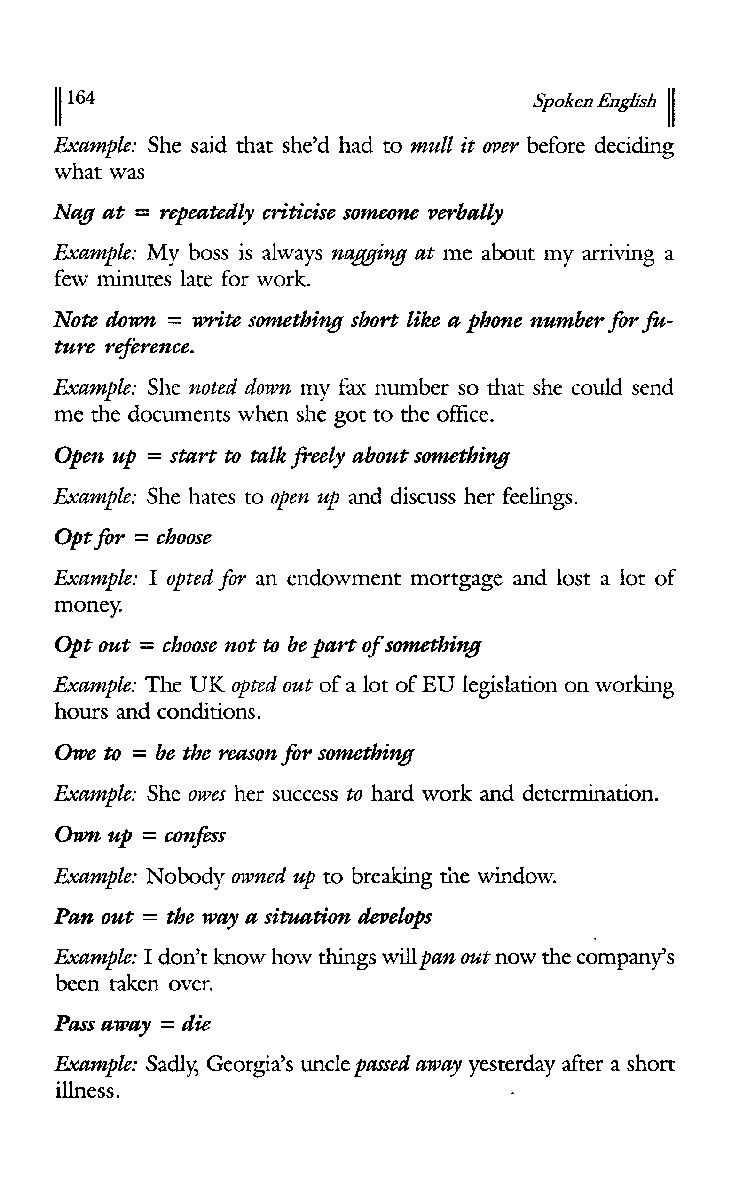 164 Spoken English
Example: She said that she'd had to mull it over before deciding
what was
Nag at = repeatedly criticise someone verbally
Example: My boss is always nagging at me about my arriving a
few minutes late for work.
Note down = write something short like a phone number for fu-
ture reference.
Example: She noted down my fax number so that she could send
me the documents when she got to the office.
Open up = start to talk freely about something
Example: She hates to open up and discuss her feelings.
Opt for = choose
Example: I opted for an endowment mortgage and lost a lot of
money.
Opt out = choose not to be part of something
Example: The UK opted out of a lot of EU legislation on working
hours and conditions.
Owe to = be the reason for something
Example: She owes her success to hard work and determination.
Own up = confess
Example: Nobody owned up to breaking the window.
Pan out = the way a situation develops
Example: I don't know how things will pan out now the company's
been taken over.
Pass away = die
Example: Sadly, Georgia's uncle passed away yesterday after a short
illness.